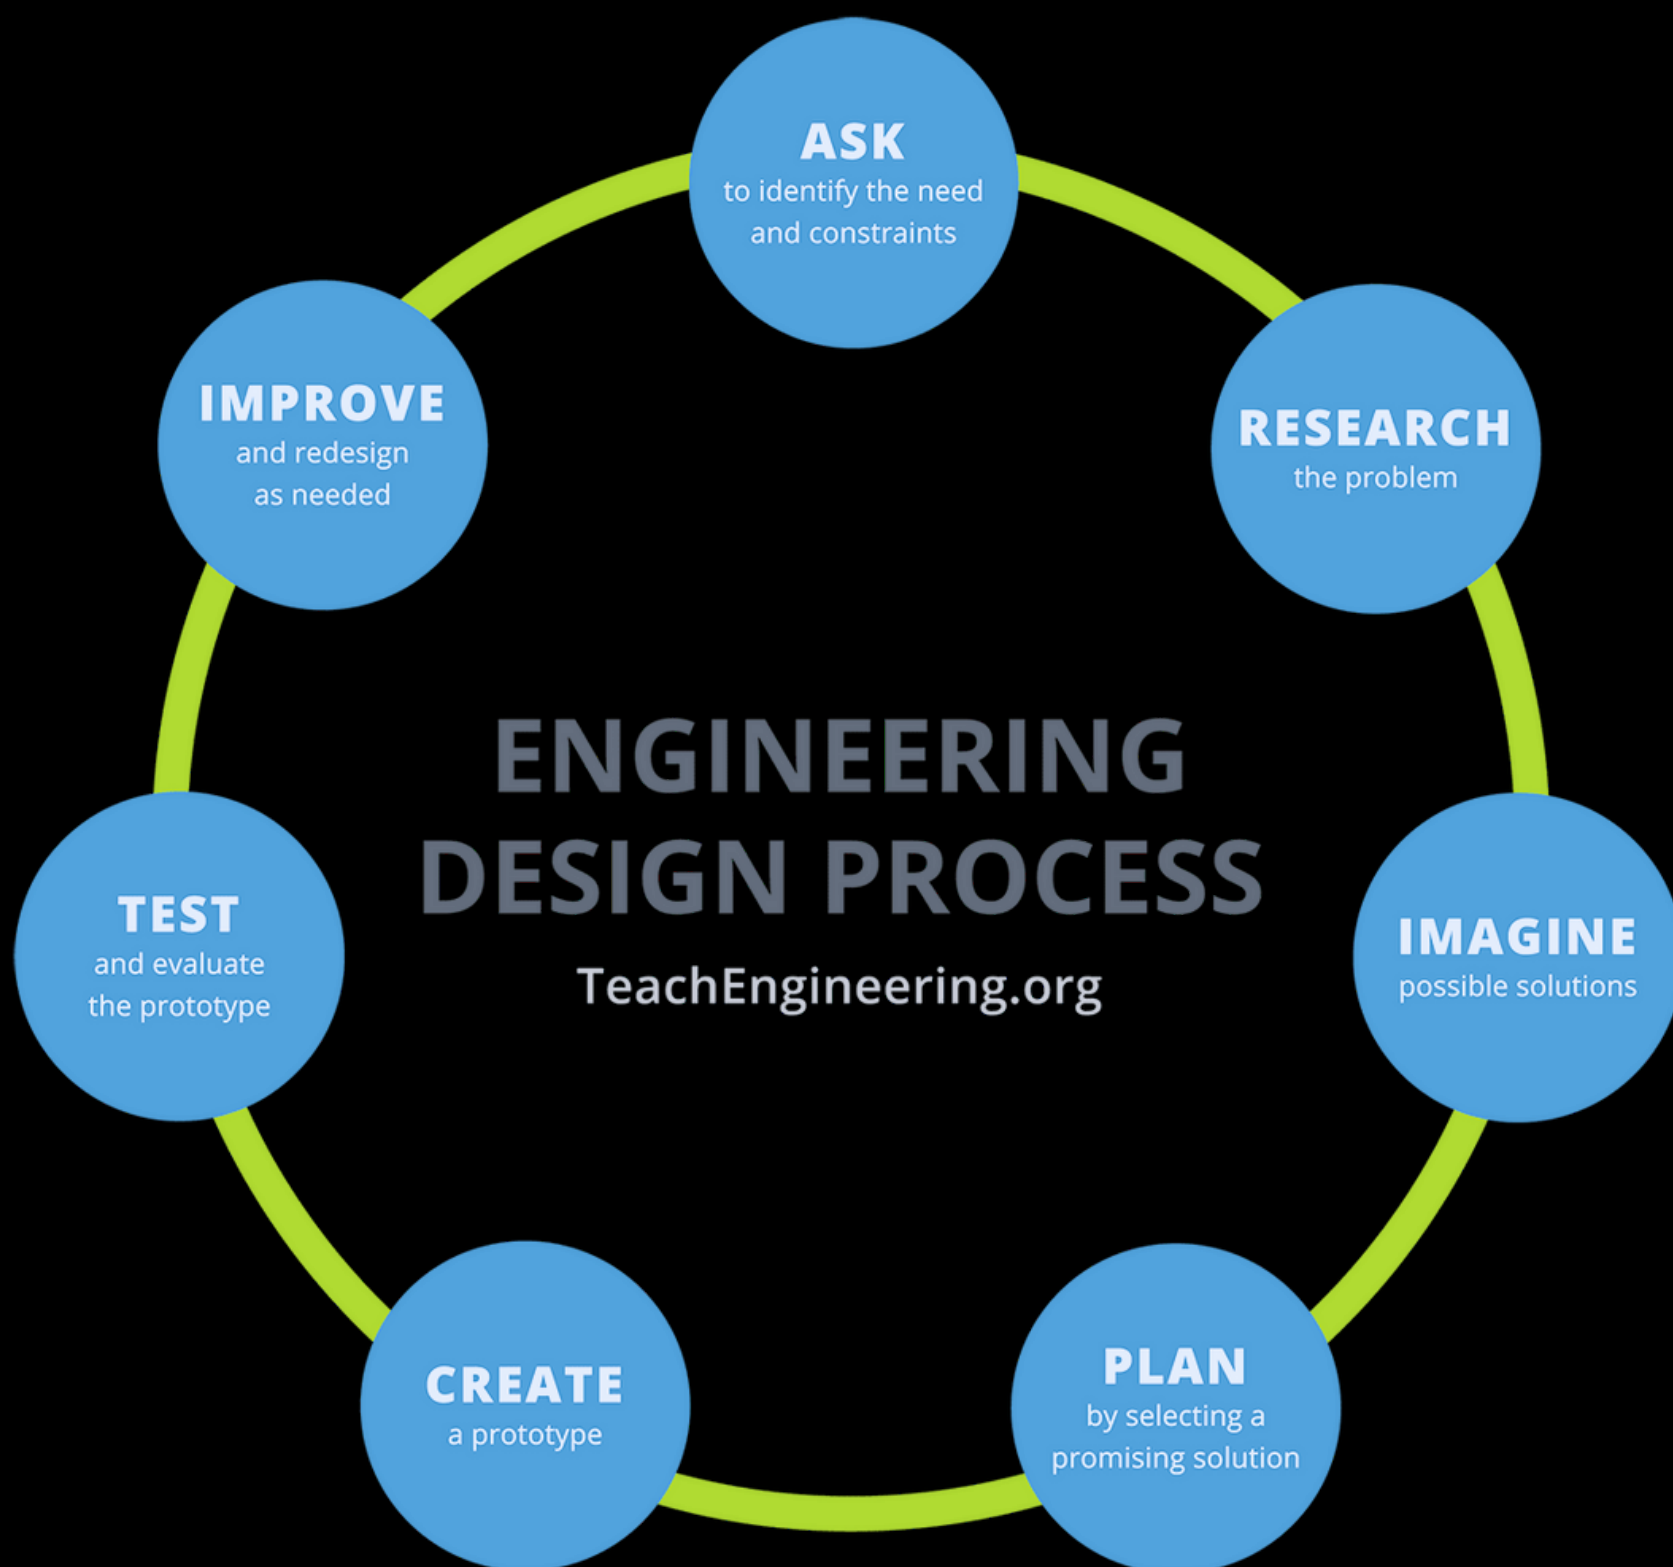 ASK
to identify the need
and constraints
RESEARCH
the problem
IMAGINE
possible solutions
PLAN
by selecting a
promising solution
CREATE
a prototype
TEST
and evaluate
the prototype
IMPROVE
and redesign
as needed
ENGINEERING
DESIGN PROCESS
TeachEngineering.org